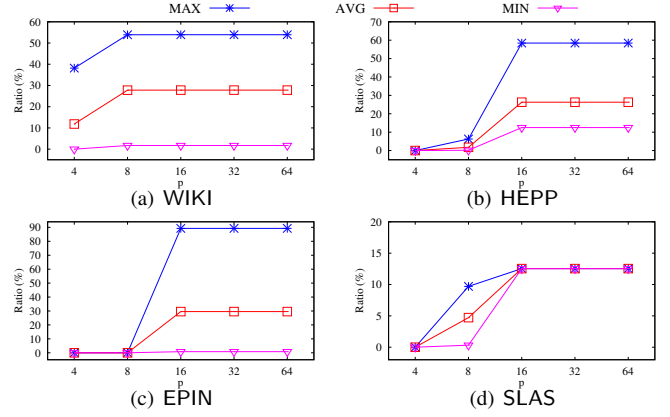 MAX AVG MIN
60
50
40
30
20
10
0
Ratio (%)
4 8 16 32 64
p
(a) WIKI
70
60
50
40
30
20
10
0
Ratio (%)
4 8 16 32 64
p
(b) HEPP
90
80
70
60
50
40
30
20
10
0
Ratio (%)
4 8 16 32 64
p
(c) EPIN
20
15
10
5
0
Ratio (%)
4 8 16 32 64
p
(d) SLAS